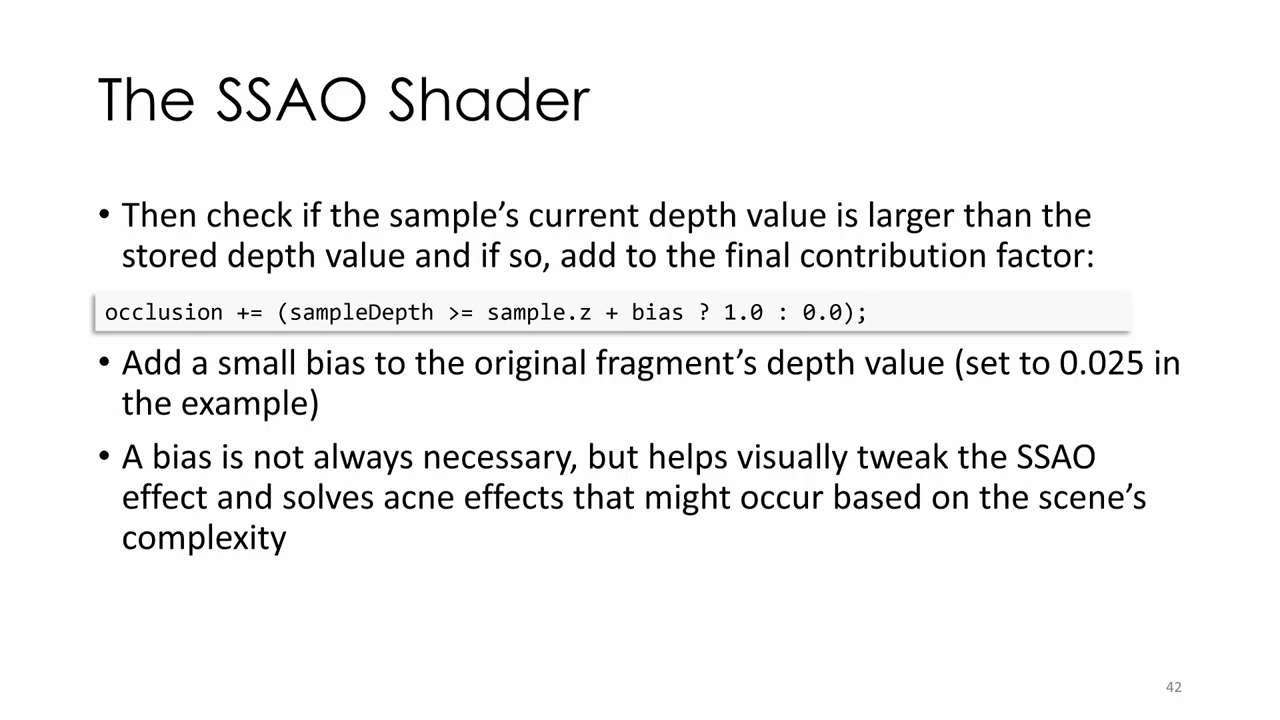 The SSAO Shader
• Then check if the sample’s current depth value is larger than the
stored depth value and if so, add to the final contribution factor:
occlusion += (sampleDepth >= sample.z + bias ? 1.0 : 0.0);
• Add a small bias to the original fragment’s depth value (set to 0.025 in
the example)
• A bias is not always necessary, but helps visually tweak the SSAO
effect and solves acne effects that might occur based on the scene’s
complexity
42